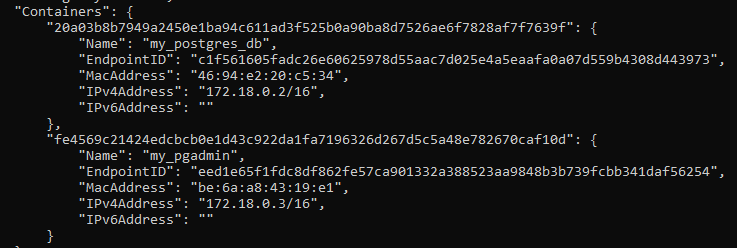 "Containers": {
"20a03b8b7949a2450e1ba94c611ad3f525b0a90ba8d7526ae6f7828af7f7639f": {
"Name": "my_postgres_db",
"EndpointID": "c1f561605fadc26e60625978d55aac7d025e4a5eaafa0a07d559b4308d443973",
"MacAddress": "46:94:e2:20:c5:34",
"IPv4Address": "172.18.0.2/16",
"IPv6Address": ""
},
"fe4569c21424edcbcb0e1d43c922da1fa7196326d267d5c5a48e782670caf10d": {
"Name": "my_pgadmin",
"EndpointID": "eed1e65f1fdc8df862fe57ca901332a388523aa9848b3b739fcbb341daf56254",
"MacAddress": "be:6a:a8:43:19:e1",
"IPv4Address": "172.18.0.3/16",
"IPv6Address": ""
}